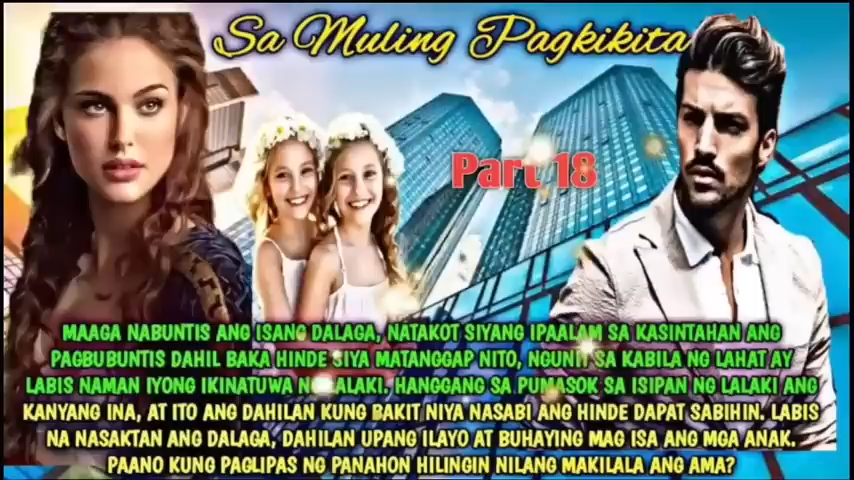 Sa Muling Pagkikita
Part 18
MAAGA NABUNTIS ANG ISANG DALAGA, NATAKOT SIYANG IPAALAM SA KASINTAHAN ANG
PAGBUBUNTIS DAHIL BAKA HINDE SIYA MATANGGAP NITO, NGUNIT SA KABILA NG LAHAT AY
LABIS NAMAN IYONG IKINATUWA NG LALAKI, HANGGANG SA PUMASOK SA ISIPAN NG LALAKI ANG
KANYANG INA, AT ITO ANG DAHILAN KUNG BAKIT NIYA NASABI ANG HINDE DAPAT SABIHIN. LABIS
NA NASAKTAN ANG DALAGA, DAHILAN UPANG ILAYO AT BUHAYING MAG ISA ANG MGA ANAK.
PAANO KUNG PAGLIPAS NG PANAHON HILINGIN NILANG MAKILALA ANG AMA?